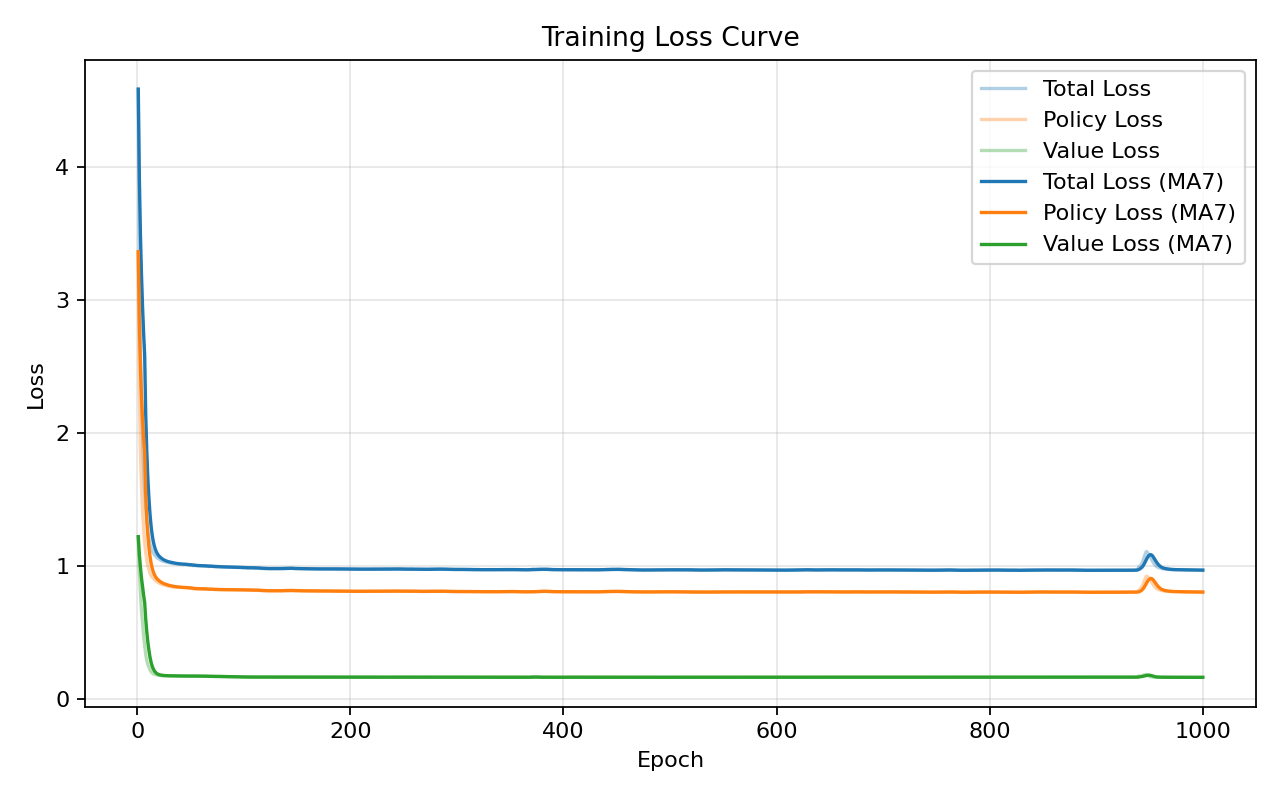 Training Loss Curve
Total Loss
Policy Loss
Value Loss
Total Loss (MA7)
Policy Loss (MA7)
Value Loss (MA7)
4
3
2
1
0
Loss
0 200 400 600 800 1000
Epoch